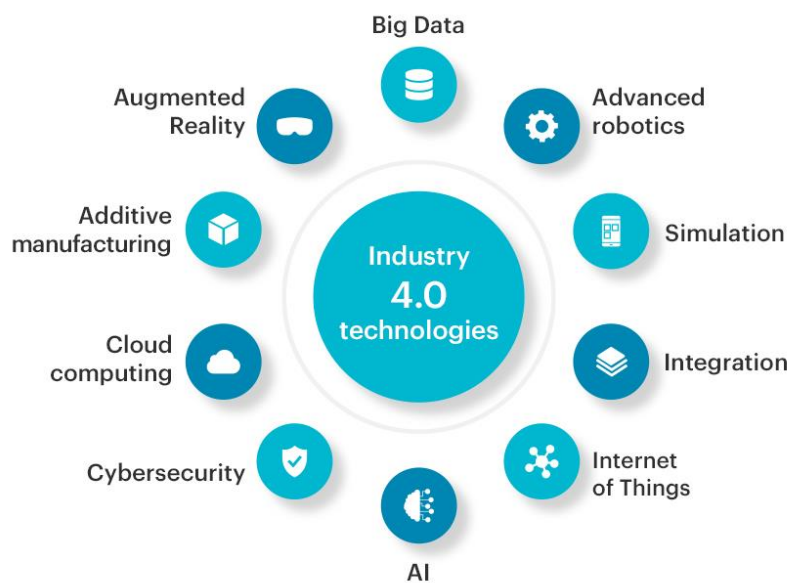 Big Data
Augmented
Reality
Advanced
robotics
Additive
manufacturing
Simulation
Industry
4.0
technologies
Cloud
computing
Integration
Cybersecurity
Internet
of Things
AI